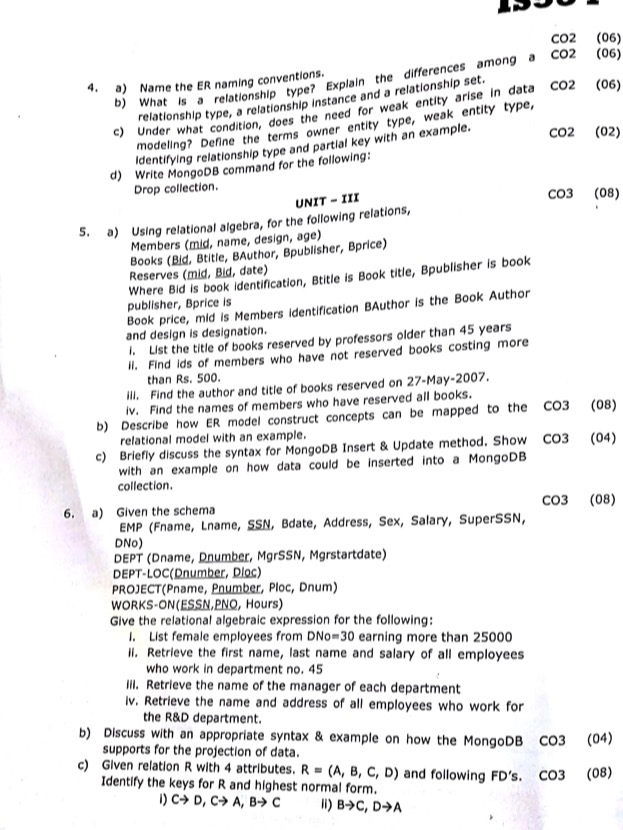 CO2 (06)
4. a) Name the ER naming conventions. CO2 (06)
b) What is a relationship type? Explain the differences among a
relationship type, a relationship instance and a relationship set.
c) Under what condition, does the need for weak entity arise in data CO2 (06)
modeling? Define the terms owner entity type, weak entity type,
Identifying relationship type and partial key with an example.
d) Write MongoDB command for the following: CO2 (02)
Drop collection.
UNIT – III
5. a) Using relational algebra, for the following relations, CO3 (08)
Members (mid, name, design, age)
Books (Bid, Btitle, BAuthor, Bpublisher, Bprice)
Reserves (mid, Bid, date)
Where Bid is book identification, Btitle is Book title, Bpublisher is book
publisher, Bprice is
Book price, mid is Members identification BAuthor is the Book Author
and design is designation.
i. List the title of books reserved by professors older than 45 years
ii. Find ids of members who have not reserved books costing more
than Rs. 500.
iii. Find the author and title of books reserved on 27-May-2007.
iv. Find the names of members who have reserved all books.
b) Describe how ER model construct concepts can be mapped to the CO3 (08)
relational model with an example.
c) Briefly discuss the syntax for MongoDB Insert & Update method. Show CO3 (04)
with an example on how data could be inserted into a MongoDB
collection.
6. a) Given the schema CO3 (08)
EMP (Fname, Lname, SSN, Bdate, Address, Sex, Salary, SuperSSN,
DNo)
DEPT (Dname, Dnumber, MgrSSN, Mgrstartdate)
DEPT-LOC(Dnumber, Dloc)
PROJECT(Pname, Pnumber, Ploc, Dnum)
WORKS-ON(ESSN,PNO, Hours)
Give the relational algebraic expression for the following:
i. List female employees from DNo=30 earning more than 25000
ii. Retrieve the first name, last name and salary of all employees
who work in department no. 45
iii. Retrieve the name of the manager of each department
iv. Retrieve the name and address of all employees who work for
the R&D department.
b) Discuss with an appropriate syntax & example on how the MongoDB CO3 (04)
supports for the projection of data.
c) Given relation R with 4 attributes. R = (A, B, C, D) and following FD's. CO3 (08)
Identify the keys for R and highest normal form.
i) C→ D, C→ A, B→ C ii) B→C, D→A